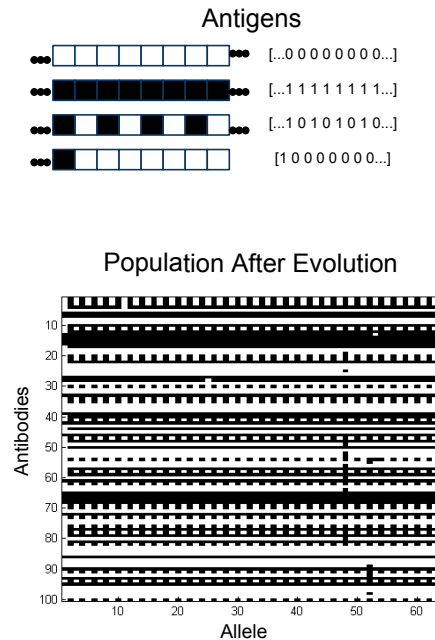 Antigens
[...0 0 0 0 0 0 0 0...]
[...1 1 1 1 1 1 1 1...]
[...1 0 1 0 1 0 1 0...]
[1 0 0 0 0 0 0 0...]
Population After Evolution
10
20
30
40
50
60
70
80
90
100
Antibodies
10 20 30 40 50 60
Allele